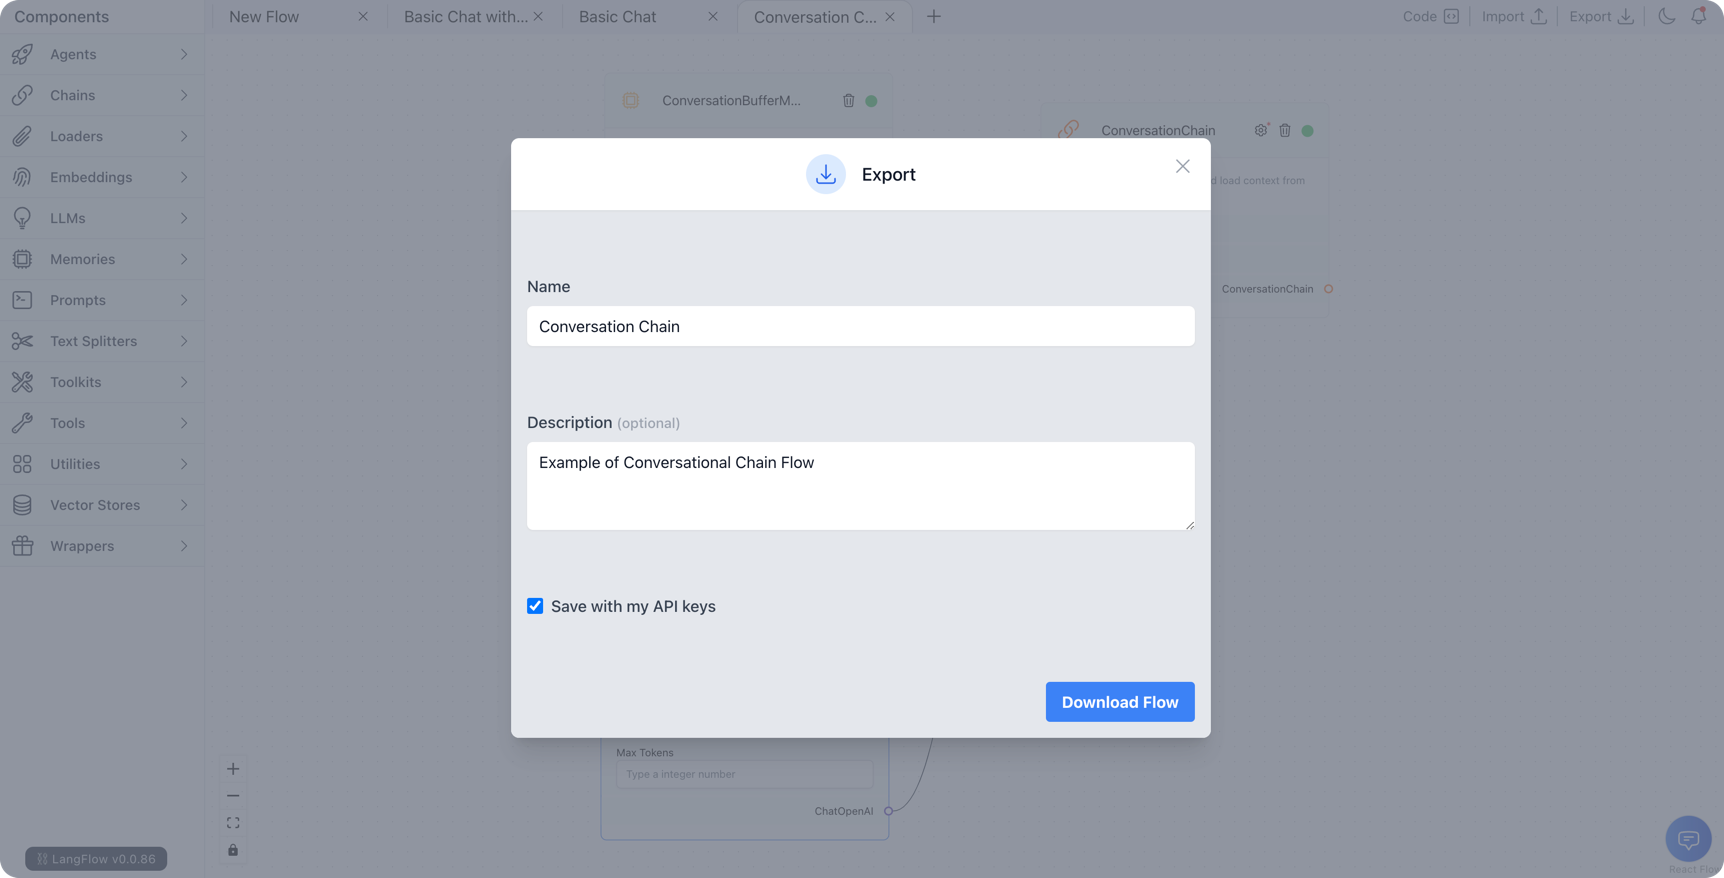 Components
New Flow
Basic Chat with...
Basic Chat
Conversation C...
Code
Import
Export
Agents
Chains
Loaders
Embeddings
LLMs
Memories
Prompts
Text Splitters
Toolkits
Tools
Utilities
Vector Stores
Wrappers
LangFlow v0.0.86
ConversationBufferM...
ConversationChain
d load context from
ConversationChain
Export
Name
Conversation Chain
Description (optional)
Example of Conversational Chain Flow
Save with my API keys
Download Flow
Max Tokens
Type a integer number
ChatOpenAI
React Flo